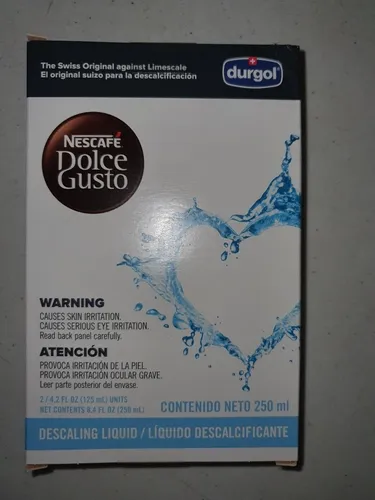 The Swiss Original against Limescale
El original suizo para la descalcificación
durgol
NESCAFÉ
Dolce
Gusto
WARNING
CAUSES SKIN IRRITATION.
CAUSES SERIOUS EYE IRRITATION.
Read back panel carefully.
ATENCIÓN
PROVOCA IRRITACIÓN DE LA PIEL.
PROVOCA IRRITACIÓN OCULAR GRAVE.
Leer parte posterior del envase.
2 / 4.2 FL OZ (125 mL) UNITS
NET CONTENTS 8.4 FL OZ (250 mL)
CONTENIDO NETO 250 ml
DESCALING LIQUID / LÍQUIDO DESCALCIFICANTE